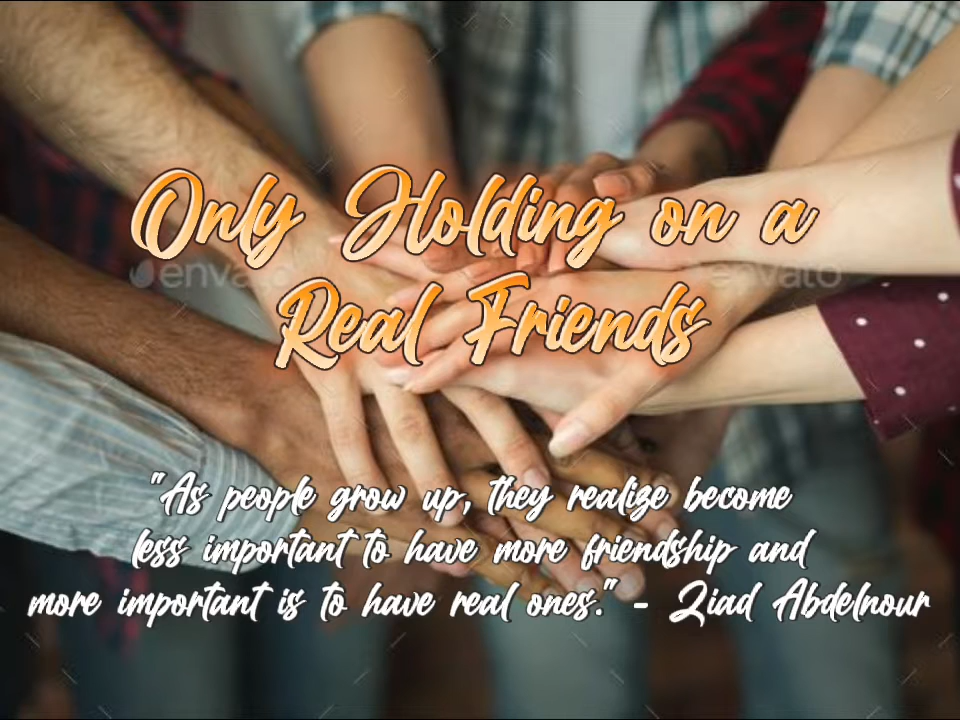 Only Holding on a
envato
envato
Real Friends
"As people grow up, they realize become
less important to have more friendship and
more important is to have real ones." - Ziad Abdelnour